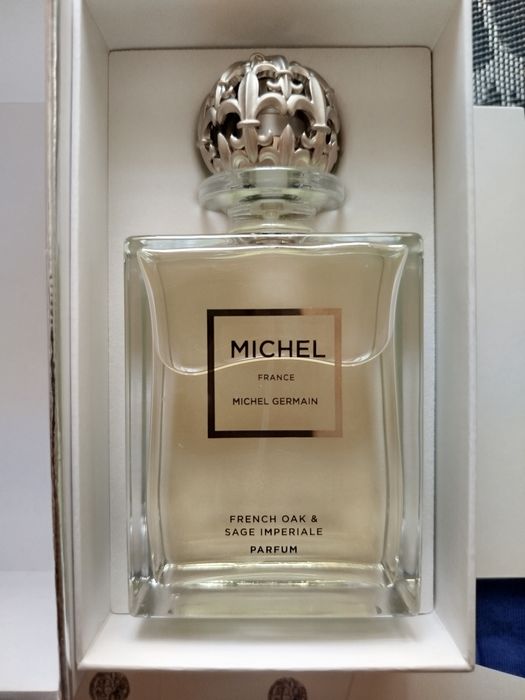 MICHEL
FRANCE
MICHEL GERMAIN
FRENCH OAK &
SAGE IMPERIALE
PARFUM